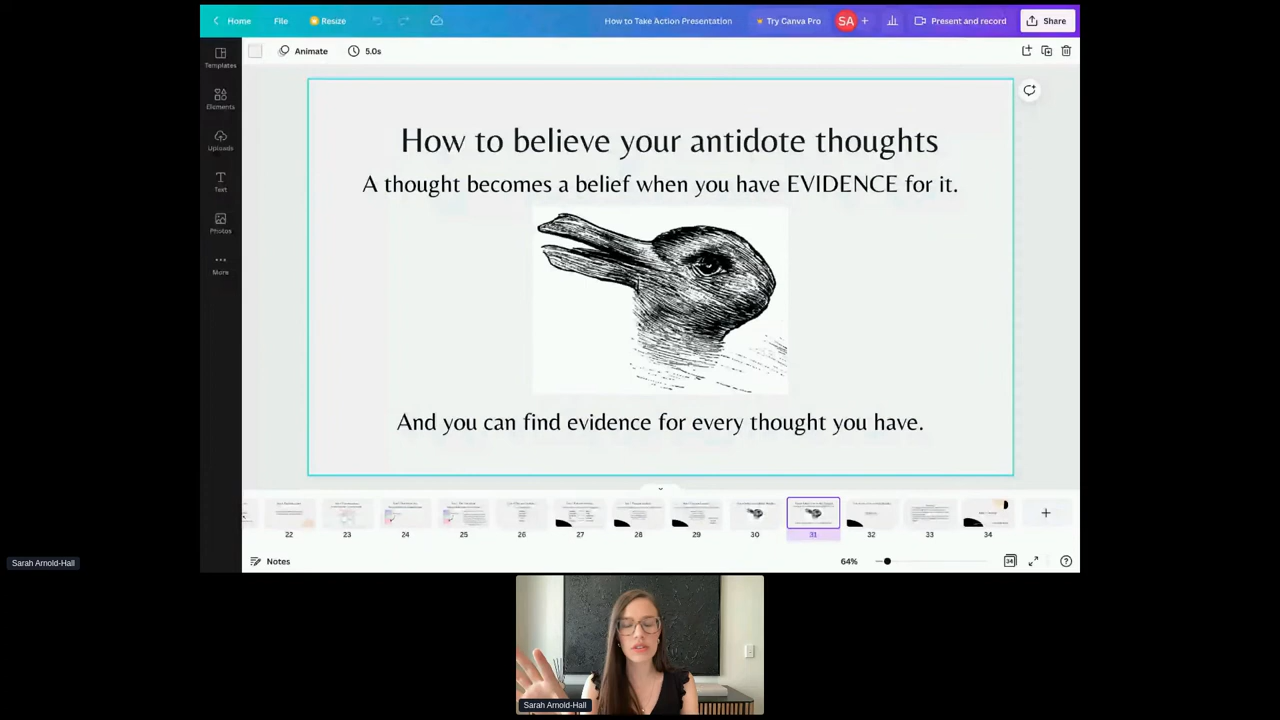 Home File Resize How to Take Action Presentation Try Canva Pro SA + Present and record Share
Templates
Animate 5.0s
Elements
Uploads
Text
Photos
More
How to believe your antidote thoughts
A thought becomes a belief when you have EVIDENCE for it.
And you can find evidence for every thought you have.
22 23 24 25 26 27 28 29 30 31 32 33 34
Notes 64% 34
Sarah Arnold-Hall
Sarah Arnold-Hall